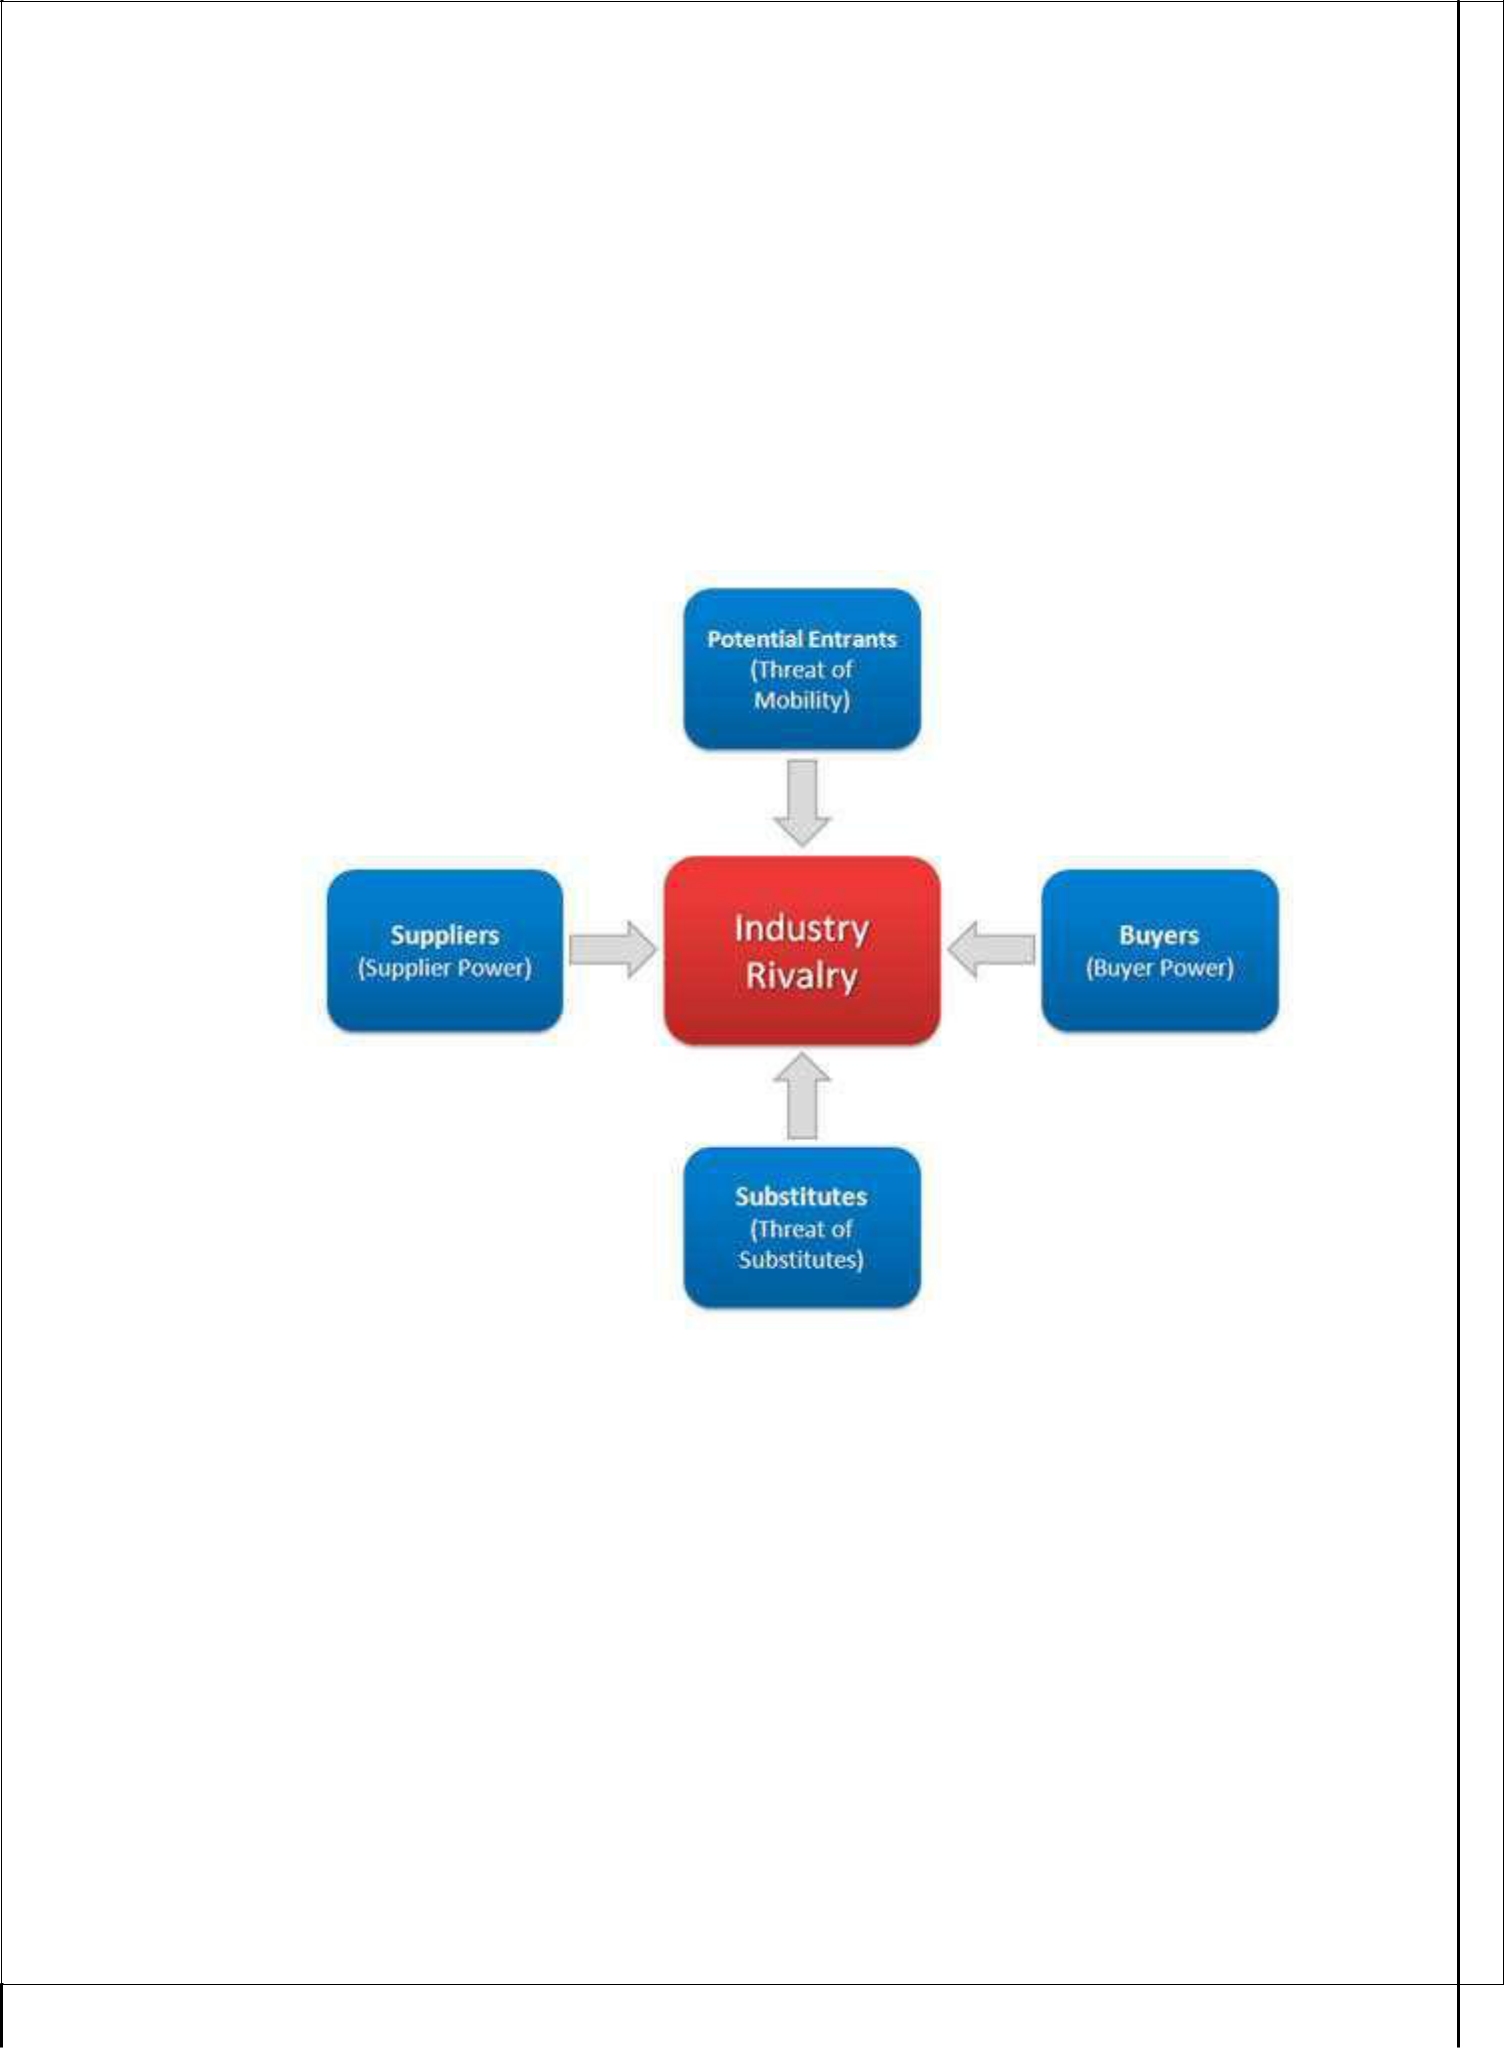 Potential Entrants
(Threat of
Mobility)
Suppliers
(Supplier Power)
Industry
Rivalry
Buyers
(Buyer Power)
Substitutes
(Threat of
Substitutes)